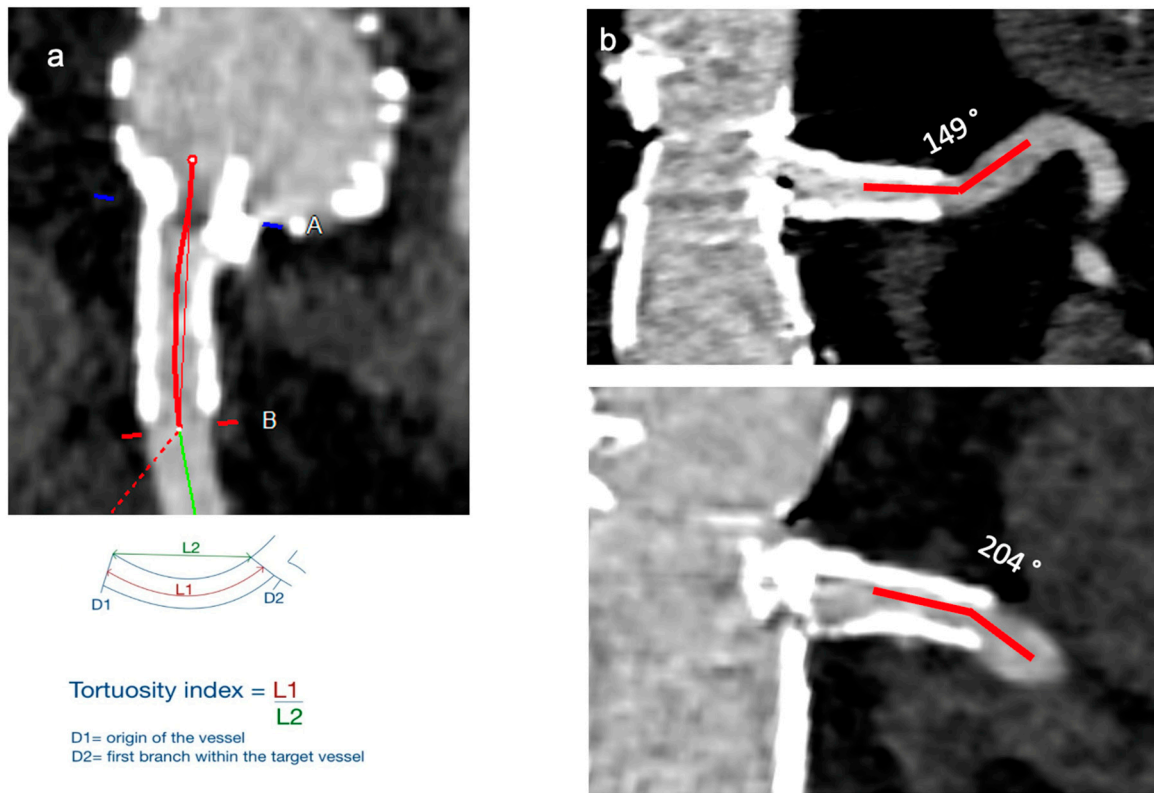 a
A
B
L2
L1
D1
D2
Tortuosity index = L1
L2
D1= origin of the vessel
D2= first branch within the target vessel
b
149 °
204 °